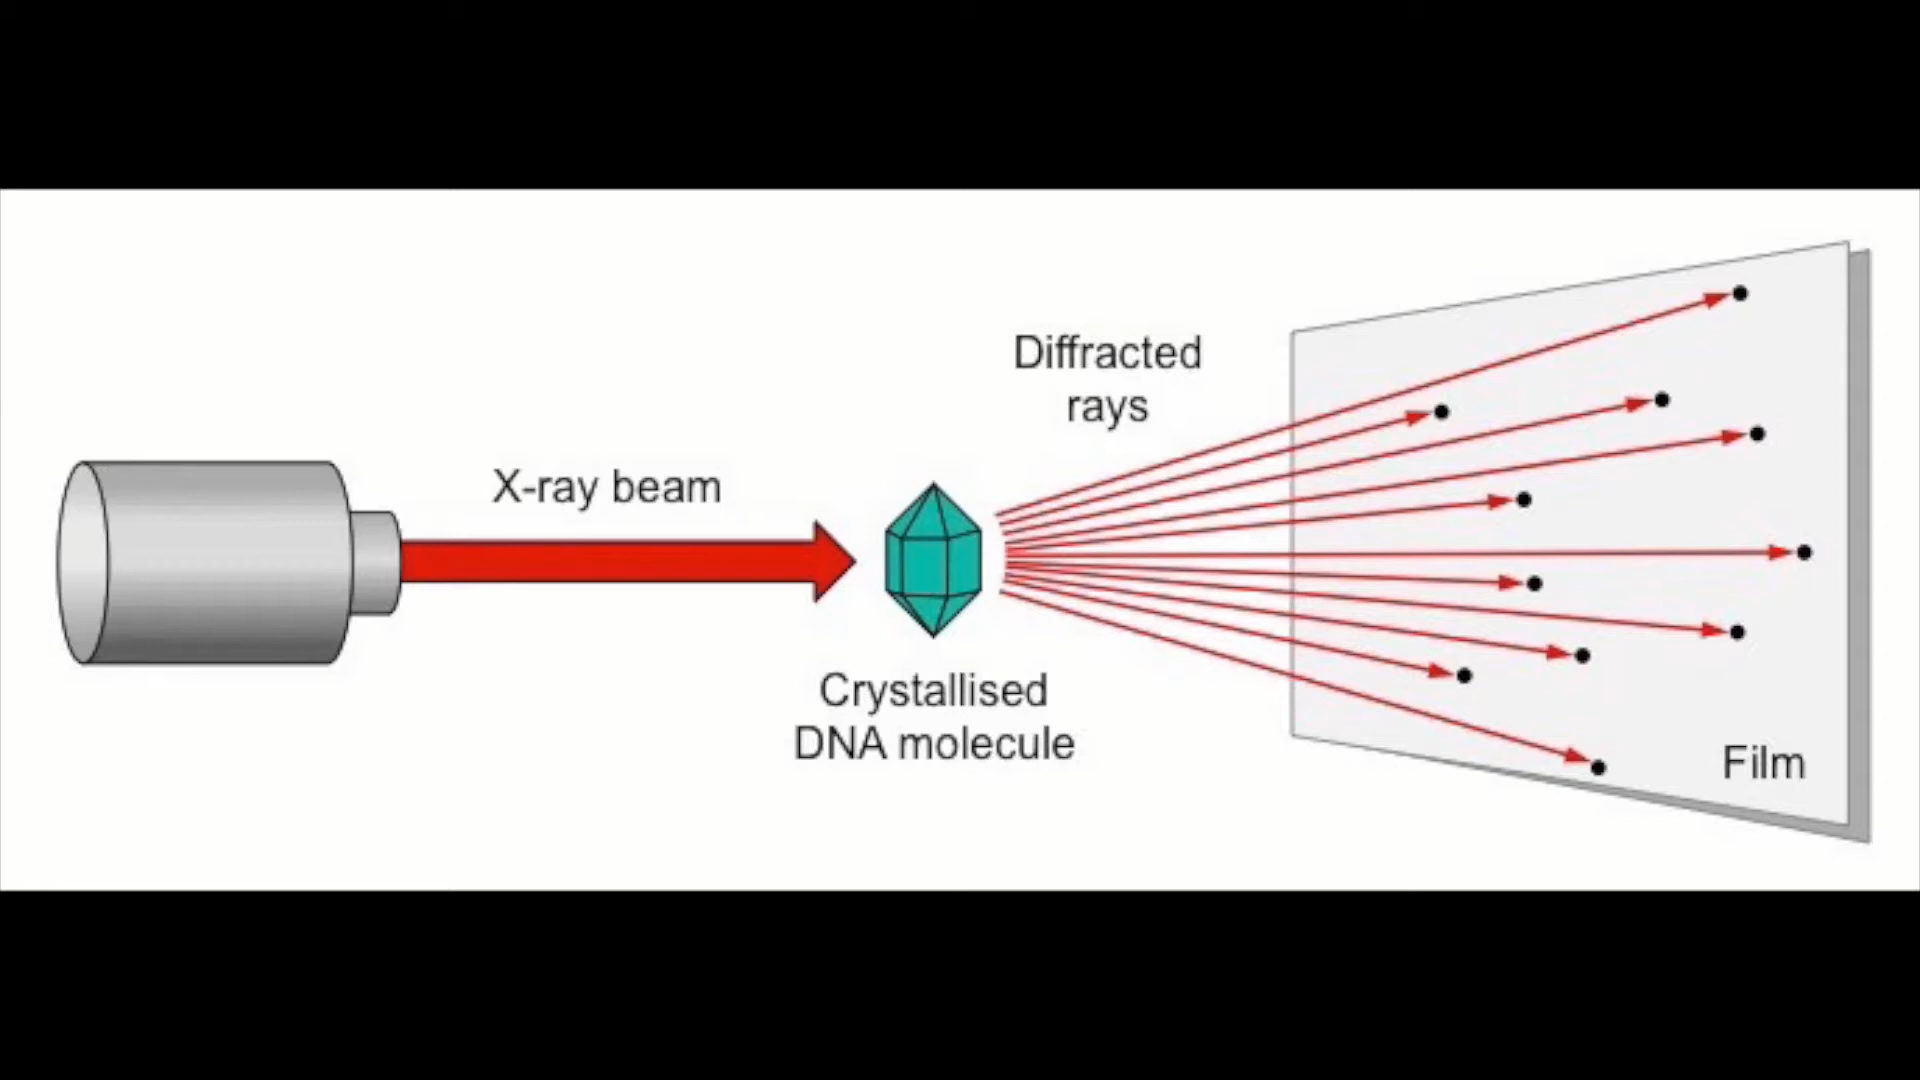 X-ray beam
Crystallised
DNA molecule
Diffracted
rays
Film